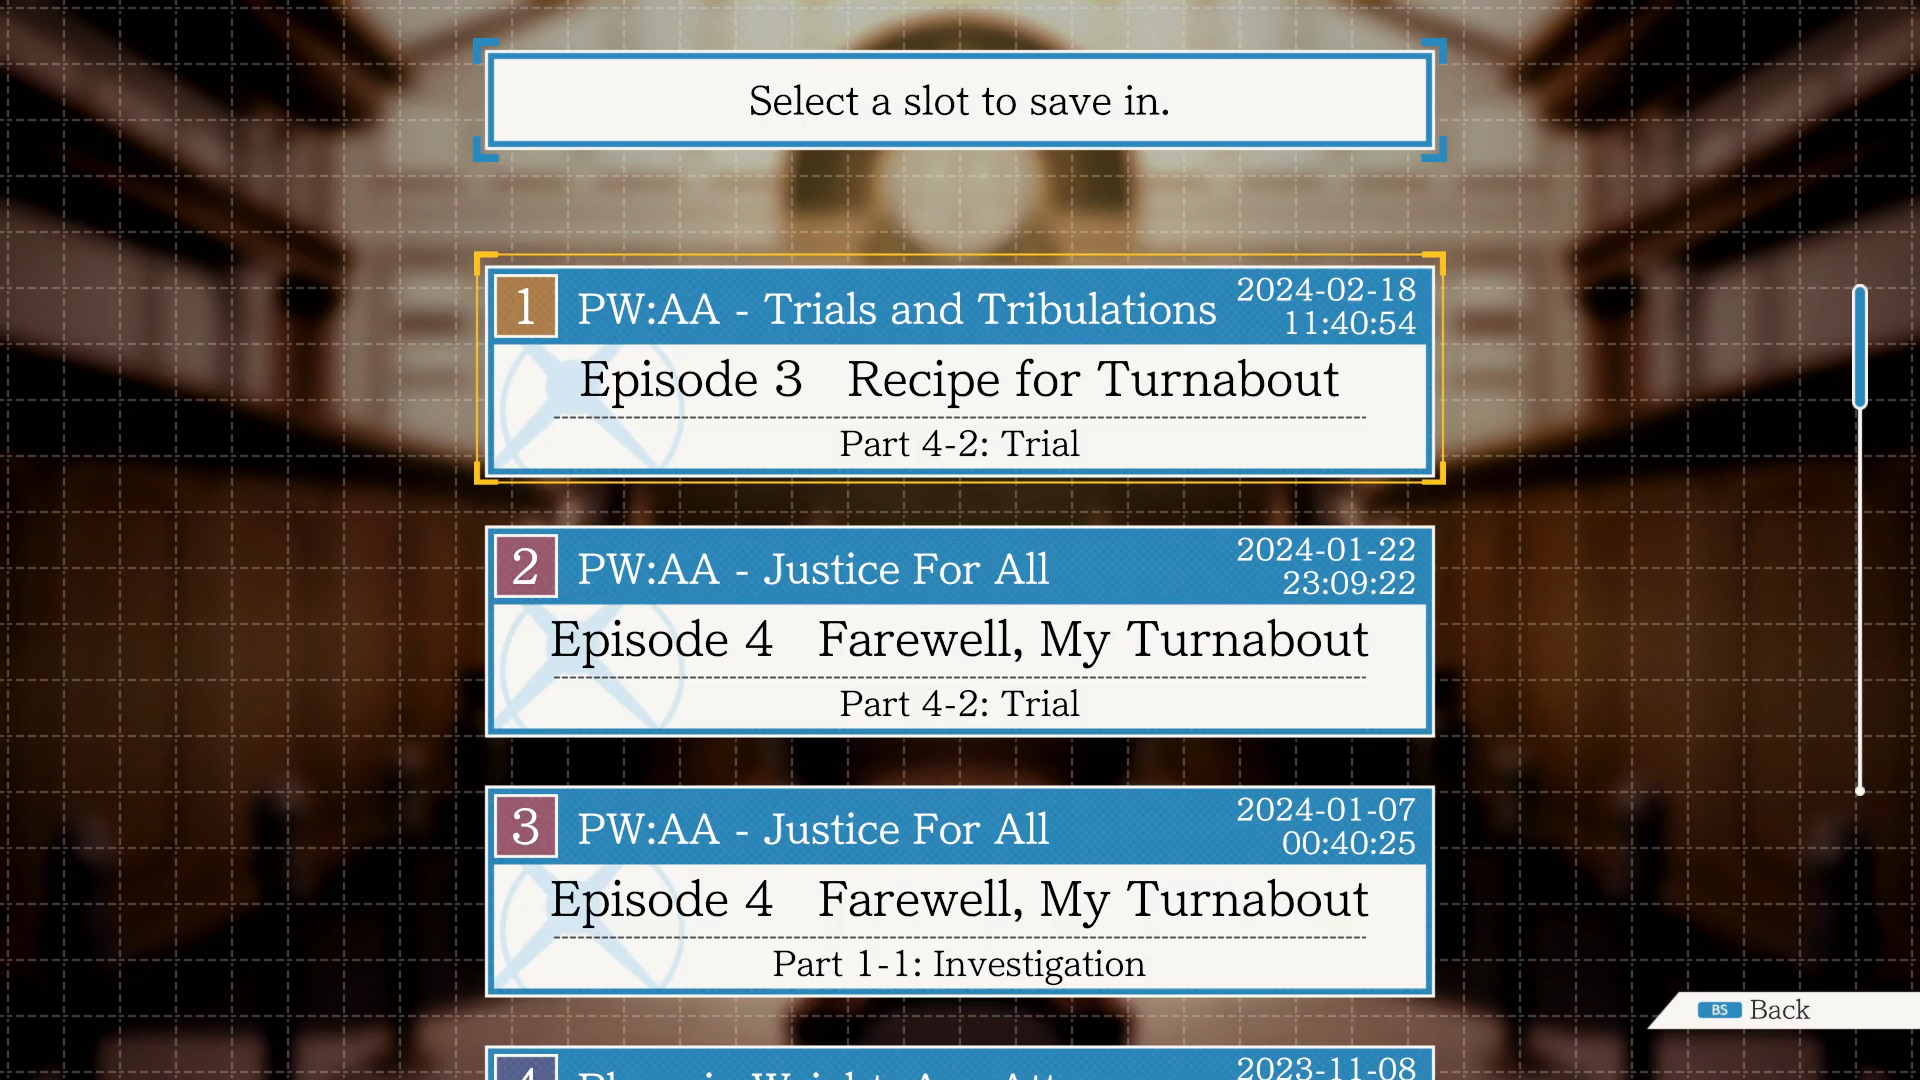 Select a slot to save in.
1 PW:AA - Trials and Tribulations 2024-02-18
11:40:54
Episode 3 Recipe for Turnabout
Part 4-2: Trial
2 PW:AA - Justice For All 2024-01-22
23:09:22
Episode 4 Farewell, My Turnabout
Part 4-2: Trial
3 PW:AA - Justice For All 2024-01-07
00:40:25
Episode 4 Farewell, My Turnabout
Part 1-1: Investigation
BS Back
4 2023-11-08